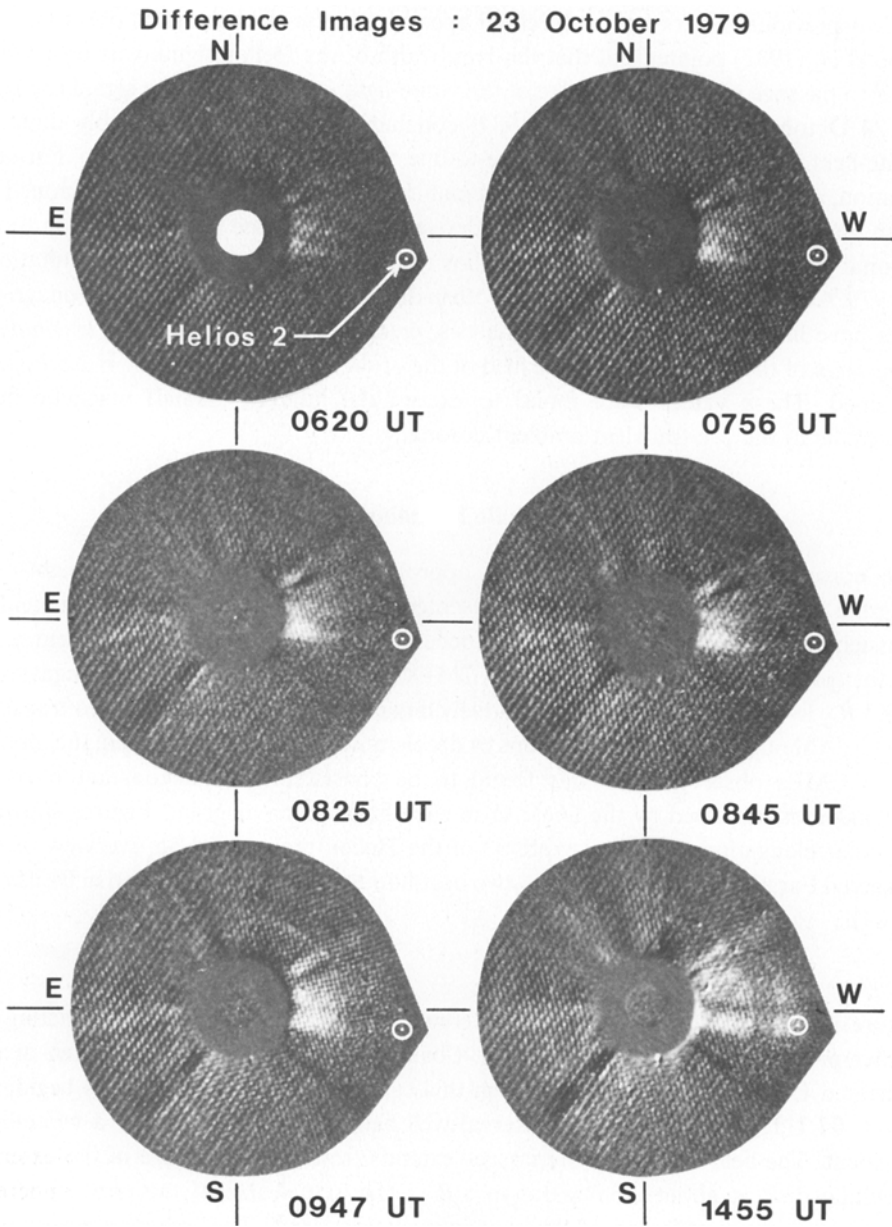 Difference Images : 23 October 1979
N N
E W
Helios 2
0620 UT 0756 UT
E W
0825 UT 0845 UT
E W
S S
0947 UT 1455 UT